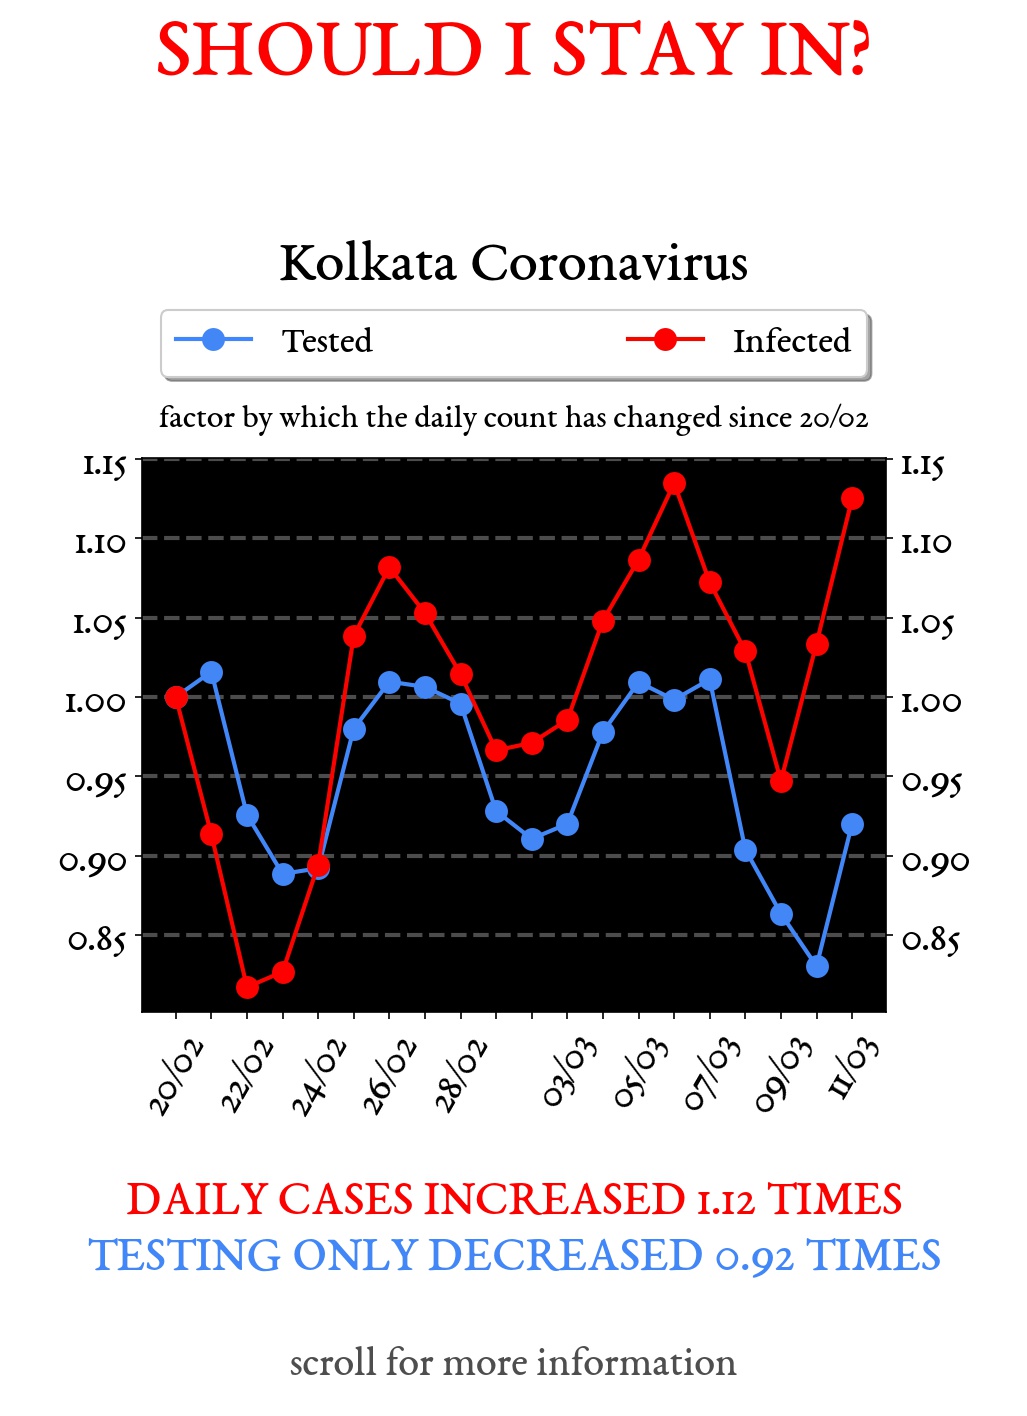 SHOULD I STAY IN?
Kolkata Coronavirus
Tested Infected
factor by which the daily count has changed since 20/02
1.15 1.15
1.10 1.10
1.05 1.05
1.00 1.00
0.95 0.95
0.90 0.90
0.85 0.85
20/02 22/02 24/02 26/02 28/02 03/03 05/03 07/03 09/03 11/03
DAILY CASES INCREASED 1.12 TIMES
TESTING ONLY DECREASED 0.92 TIMES
scroll for more information